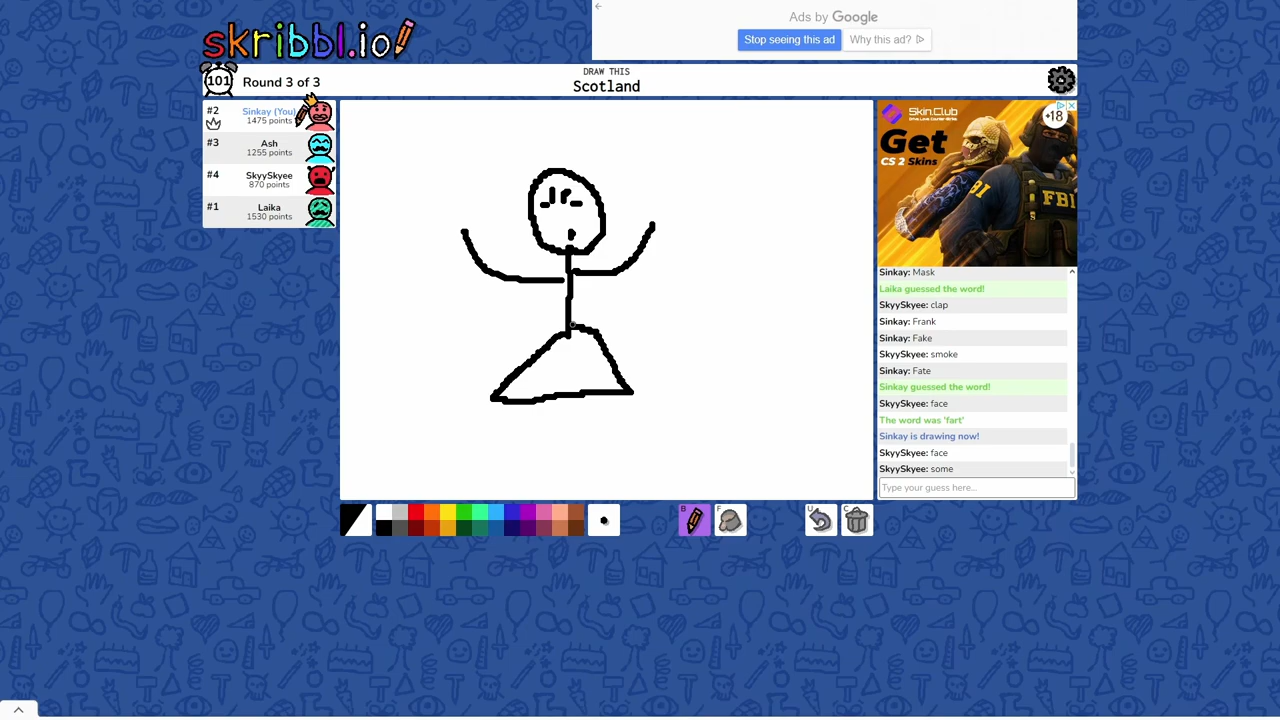 skribbl.io
Ads by Google
Stop seeing this ad
Why this ad?
101
Round 3 of 3
DRAW THIS
Scotland
#2
Sinkay (You)
1475 points
#3
Ash
1255 points
#4
SkyySkyee
870 points
#1
Laika
1530 points
Skin.Club
+18
Get
CS 2 Skins
FBI
BI
Sinkay: Mask
Laika guessed the word!
SkyySkyee: clap
Sinkay: Frank
Sinkay: Fake
SkyySkyee: smoke
Sinkay: Fate
Sinkay guessed the word!
SkyySkyee: face
The word was 'fart'
Sinkay is drawing now!
SkyySkyee: face
SkyySkyee: some
Type your guess here...
B
F
U
C